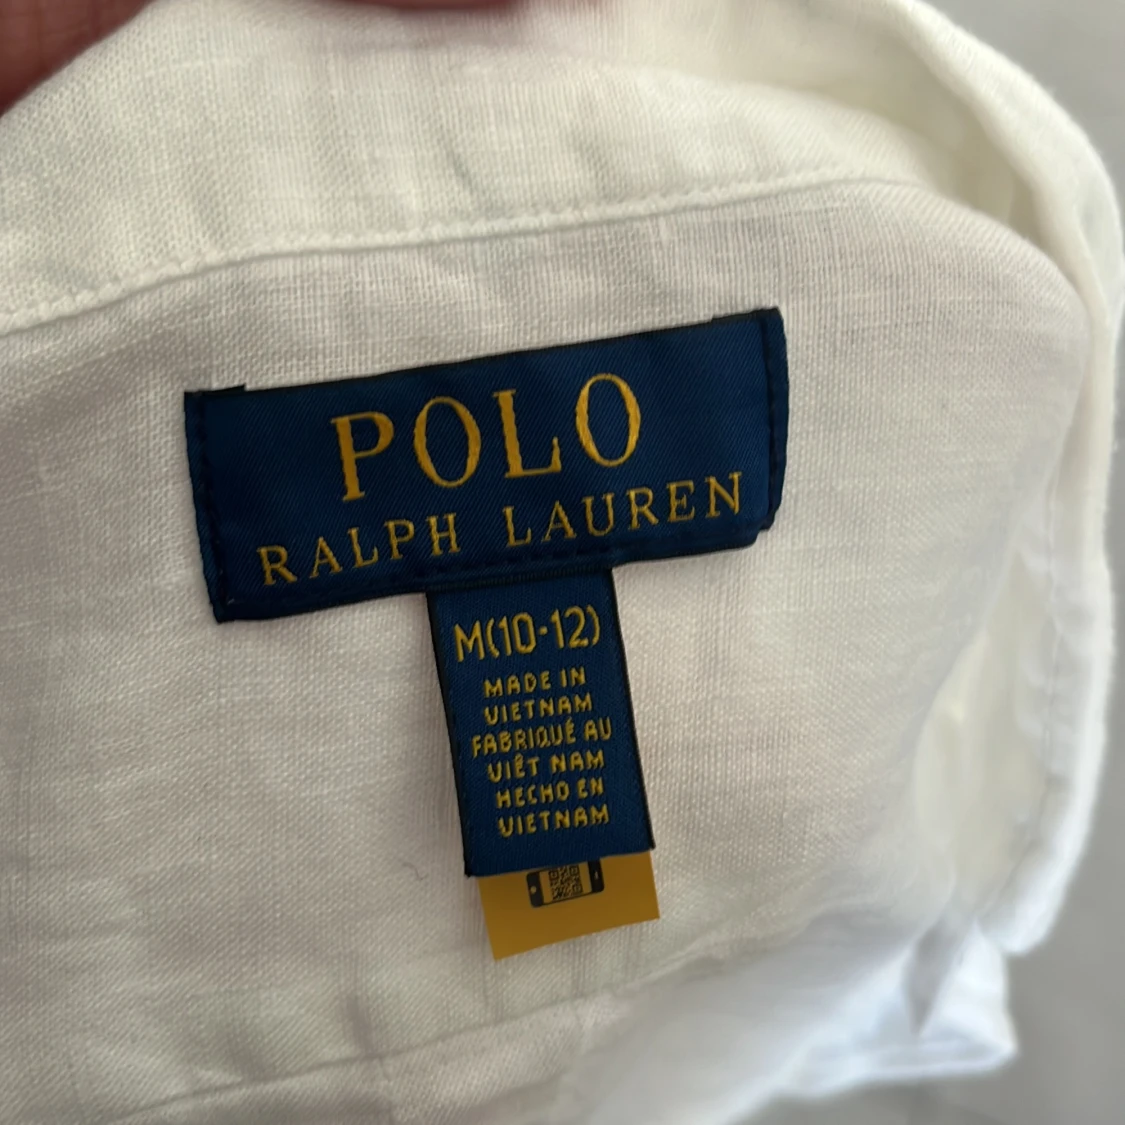 POLO
RALPH LAUREN
M(10-12)
MADE IN
VIETNAM
FABRIQUÉ AU
VIÊT NAM
HECHO EN
VIETNAM